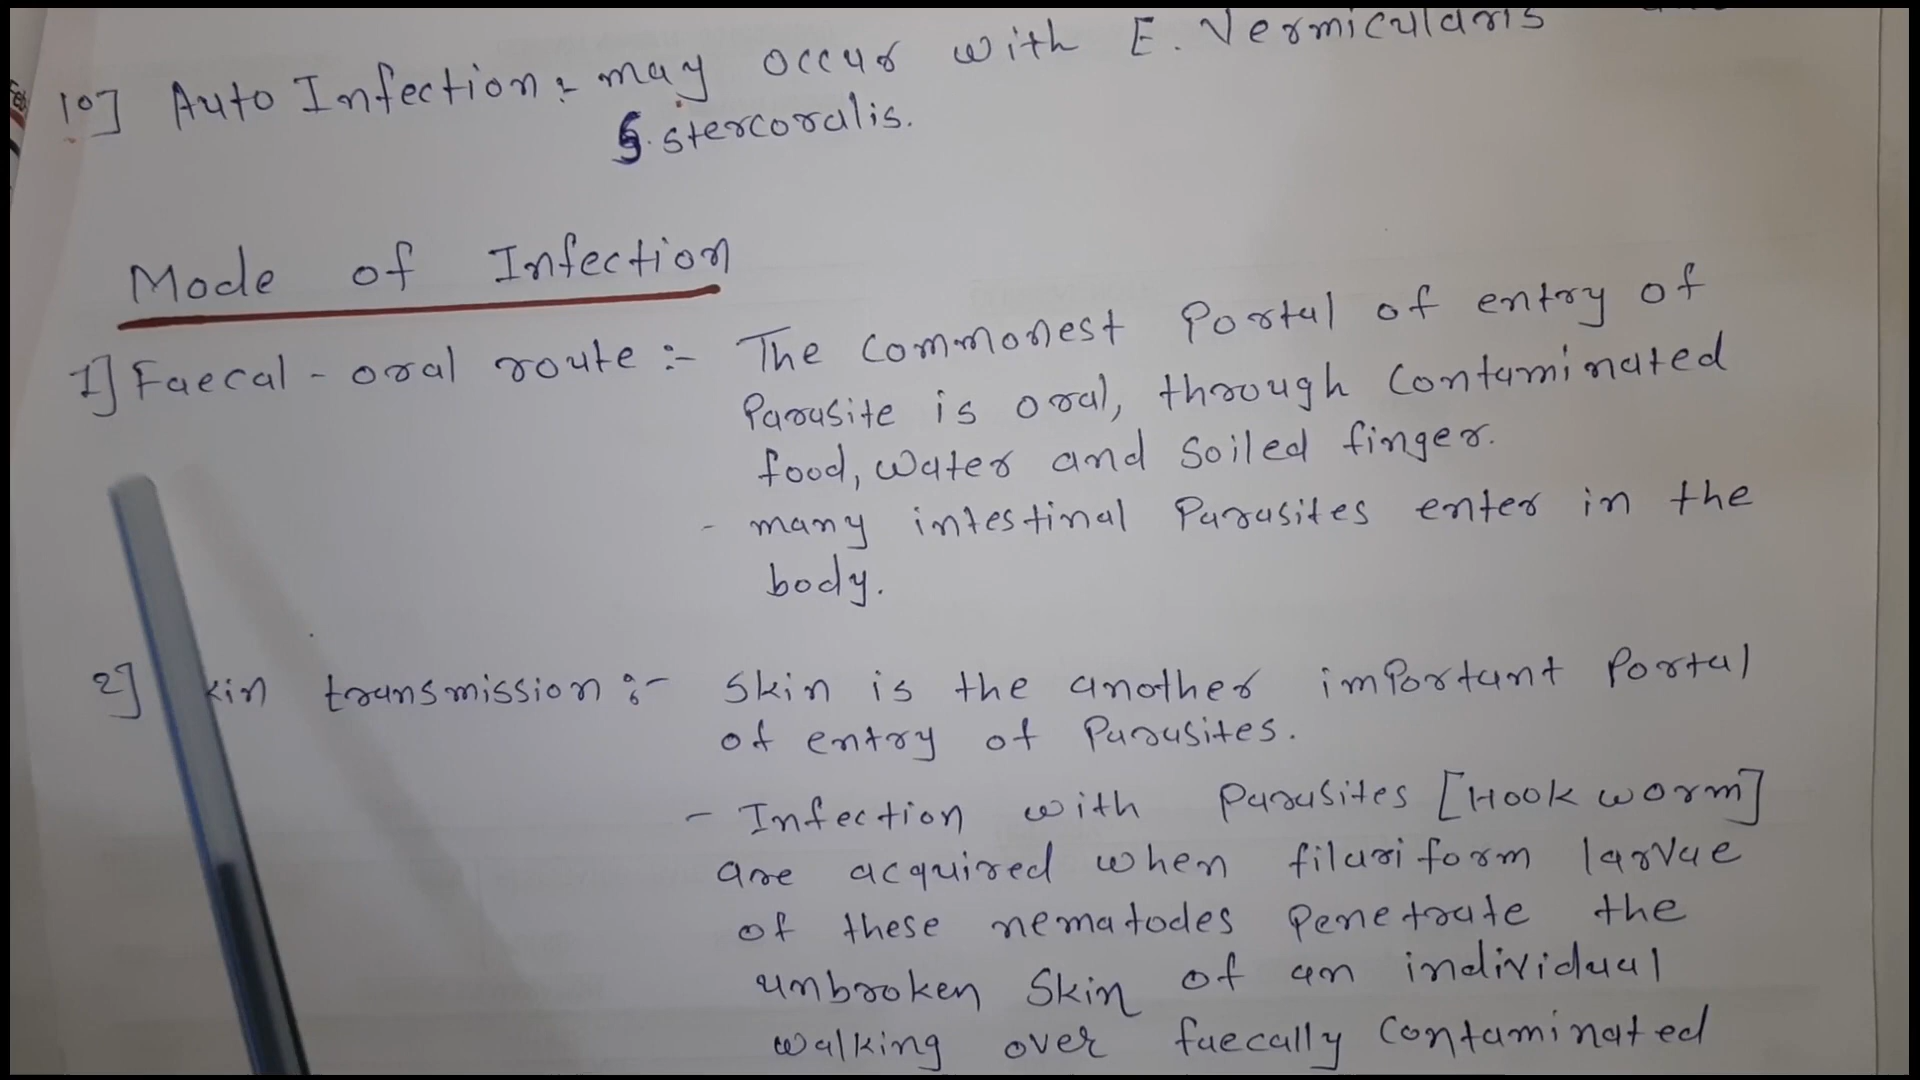 10] Auto Infection :- may occur with E. Vermicularis
S. stercoralis.
Mode of Infection
1] Faecal - oral route :- The commonest Portal of entry of
Parasite is oral, through Contaminated
food, water and Soiled finger.
- many intestinal Parasites enter in the
body.
2] kin transmission :- Skin is the another important Portal
of entry of Parasites.
- Infection with Parasites [Hook worm]
are acquired when filariform larvae
of these nematodes Penetrate the
unbroken Skin of an individual
walking over faecally Contaminated